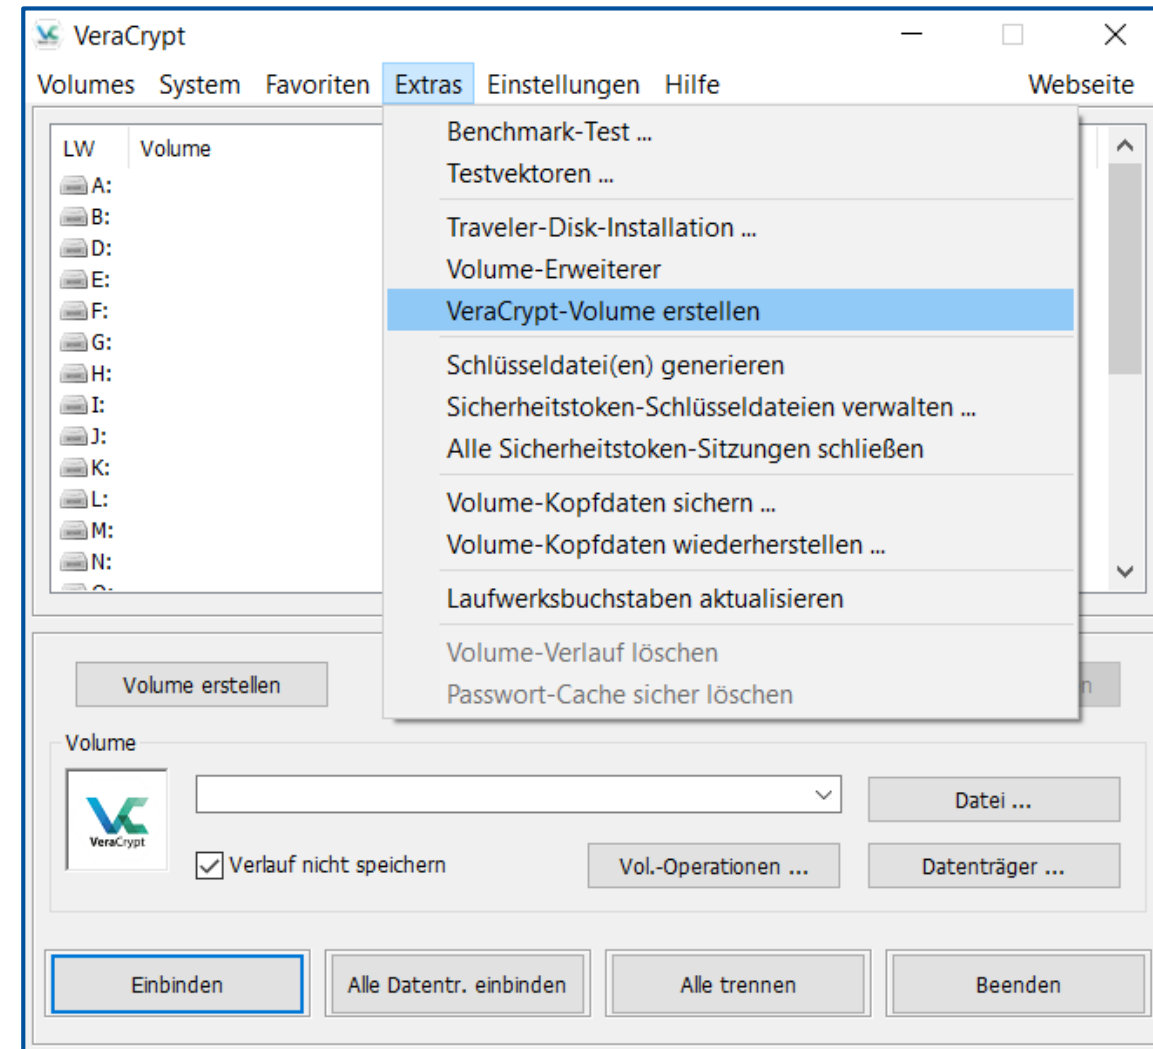 VeraCrypt
Volumes System Favoriten Extras Einstellungen Hilfe Webseite
LW Volume
A:
B:
D:
E:
F:
G:
H:
I:
J:
K:
L:
M:
N:
Benchmark-Test ...
Testvektoren ...
Traveler-Disk-Installation ...
Volume-Erweiterer
VeraCrypt-Volume erstellen
Schlüsseldatei(en) generieren
Sicherheitstoken-Schlüsseldateien verwalten ...
Alle Sicherheitstoken-Sitzungen schließen
Volume-Kopfdaten sichern ...
Volume-Kopfdaten wiederherstellen ...
Laufwerksbuchstaben aktualisieren
Volume-Verlauf löschen
Passwort-Cache sicher löschen
Volume erstellen
Volume
VeraCrypt
Datei ...
Verlauf nicht speichern
Vol.-Operationen ...
Datenträger ...
Einbinden
Alle Datentr. einbinden
Alle trennen
Beenden